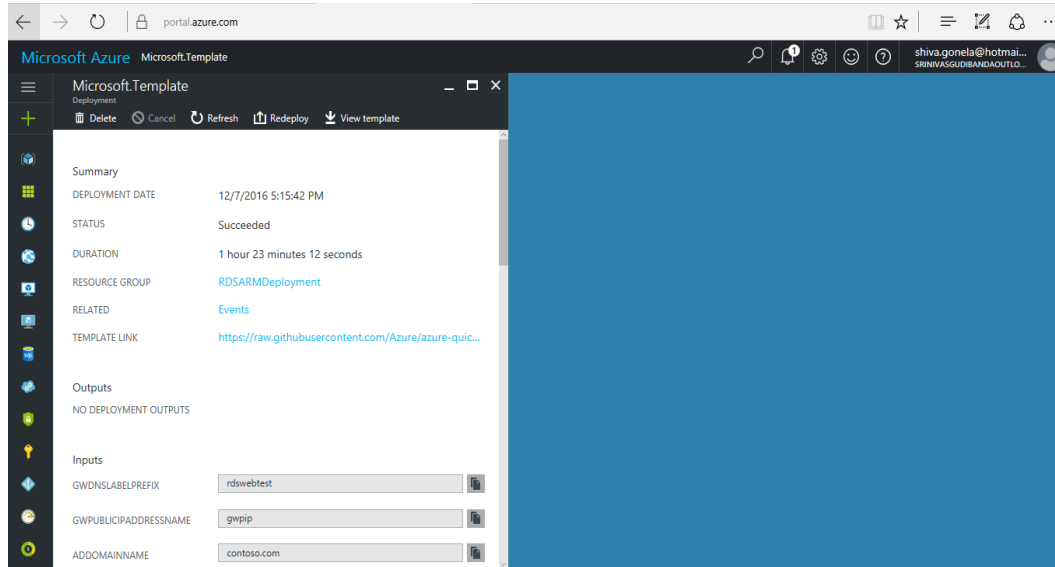 portal.azure.com
Microsoft Azure Microsoft.Template
1
shiva.gonela@hotmai...
SRINIVASGUDIBANDAOUTLO...
Microsoft.Template
Deployment
Delete Cancel Refresh Redeploy View template
Summary
DEPLOYMENT DATE 12/7/2016 5:15:42 PM
STATUS Succeeded
DURATION 1 hour 23 minutes 12 seconds
RESOURCE GROUP RDSARMDeployment
RELATED Events
TEMPLATE LINK https://raw.githubusercontent.com/Azure/azure-quic...
Outputs
NO DEPLOYMENT OUTPUTS
Inputs
GWDNSLABELPREFIX rdswebtest
GWPUBLICIPADDRESSNAME gwpip
ADDOMAINNAME contoso.com